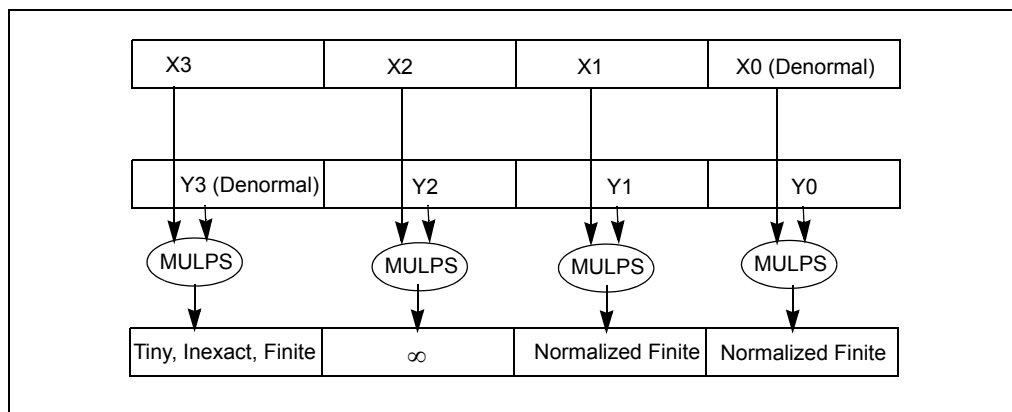 X3 X2 X1 X0 (Denormal)
Y3 (Denormal) Y2 Y1 Y0
MULPS MULPS MULPS MULPS
Tiny, Inexact, Finite ∞ Normalized Finite Normalized Finite